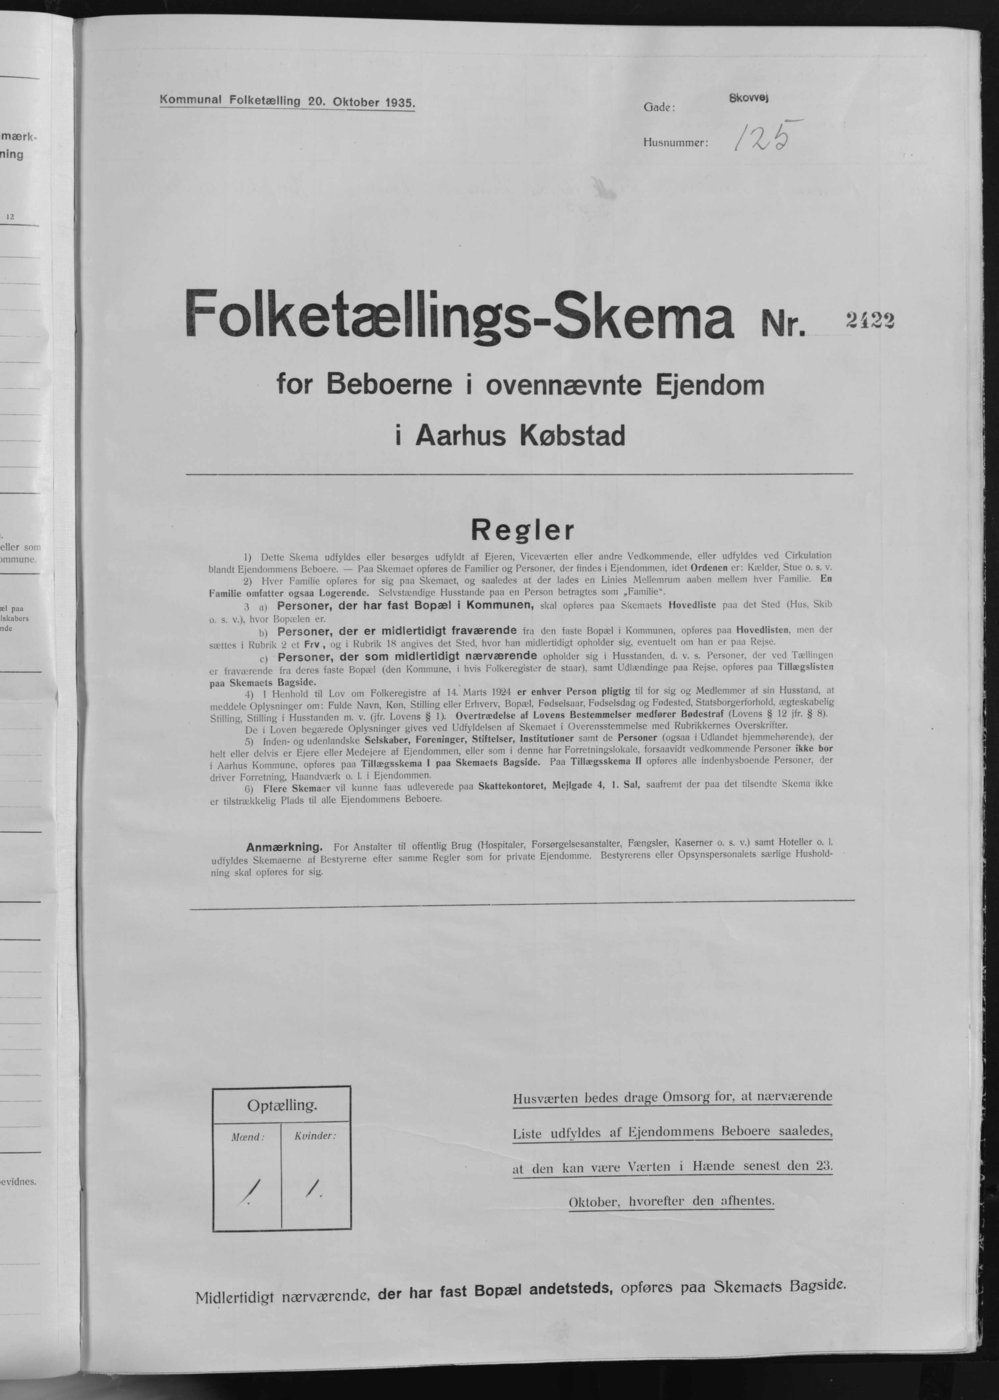 mærk-
ning
12
eller som
ommune.
æl paa
lskabers
nde
evidnes.
Kommunal Folketælling 20. Oktober 1935.
Gade: Skovvej
Husnummer: 125
Folketællings-Skema Nr. 2422
for Beboerne i ovennævnte Ejendom
i Aarhus Købstad
Regler
1) Dette Skema udfyldes eller besørges udfyldt af Ejeren, Viceværten eller andre Vedkommende, eller udfyldes ved Cirkulation
blandt Ejendommens Beboere. — Paa Skemaet opføres de Familier og Personer, der findes i Ejendommen, idet Ordenen er: Kælder, Stue o. s. v.
2) Hver Familie opføres for sig paa Skemaet, og saaledes at der lades en Linies Mellemrum aaben mellem hver Familie. En
Familie omfatter ogsaa Logerende. Selvstændige Husstande paa en Person betragtes som „Familie“.
3 a) Personer, der har fast Bopæl i Kommunen, skal opføres paa Skemaets Hovedliste paa det Sted (Hus, Skib
o. s. v.), hvor Bopælen er.
b) Personer, der er midlertidigt fraværende fra den faste Bopæl i Kommunen, opføres paa Hovedlisten, men der
sættes i Rubrik 2 et Frv., og i Rubrik 18 angives det Sted, hvor han midlertidigt opholder sig, eventuelt om han er paa Rejse.
c) Personer, der som midlertidigt nærværende opholder sig i Husstanden, d. v. s. Personer, der ved Tællingen
er fraværende fra deres faste Bopæl (den Kommune, i hvis Folkeregister de staar), samt Udlændinge paa Rejse, opføres paa Tillægslisten
paa Skemaets Bagside.
4) I Henhold til Lov om Folkeregistre af 14. Marts 1924 er enhver Person pligtig til for sig og Medlemmer af sin Husstand, at
meddele Oplysninger om: Fulde Navn, Køn, Stilling eller Erhverv, Bopæl, Fødselsaar, Fødselsdag og Fødested, Statsborgerforhold, ægteskabelig
Stilling, Stilling i Husstanden m. v. (jfr. Lovens § 1). Overtrædelse af Lovens Bestemmelser medfører Bødestraf (Lovens § 12 jfr. § 8).
De i Loven begærede Oplysninger gives ved Udfyldelsen af Skemaet i Overensstemmelse med Rubrikkernes Overskrifter.
5) Inden- og udenlandske Selskaber, Foreninger, Stiftelser, Institutioner samt de Personer (ogsaa i Udlandet hjemmehørende), der
helt eller delvis er Ejere eller Medejere af Ejendommen, eller som i denne har Forretningslokale, forsaavidt vedkommende Personer ikke bor
i Aarhus Kommune, opføres paa Tillægsskema I paa Skemaets Bagside. Paa Tillægsskema II opføres alle indenbysboende Personer, der
driver Forretning, Haandværk o. l. i Ejendommen.
6) Flere Skemaer vil kunne faas udleverede paa Skattekontoret, Mejlgade 4, 1. Sal, saafremt der paa det tilsendte Skema ikke
er tilstrækkelig Plads til alle Ejendommens Beboere.
Anmærkning. For Anstalter til offentlig Brug (Hospitaler, Forsørgelsesanstalter, Fængsler, Kaserner o. s. v.) samt Hoteller o. l.
udfyldes Skemaerne af Bestyrerne efter samme Regler som for private Ejendomme. Bestyrerens eller Opsynspersonalets særlige Hushold-
ning skal opføres for sig.
Optælling.
Mænd: Kvinder:
1. 1.
Husværten bedes drage Omsorg for, at nærværende
Liste udfyldes af Ejendommens Beboere saaledes,
at den kan være Værten i Hænde senest den 23.
Oktober, hvorefter den afhentes.
Midlertidigt nærværende, der har fast Bopæl andetsteds, opføres paa Skemaets Bagside.